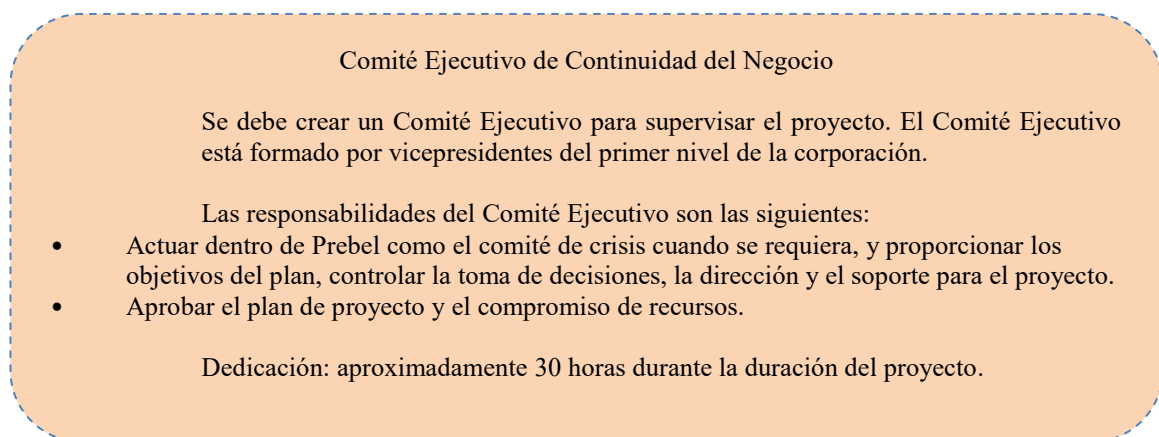 Comité Ejecutivo de Continuidad del Negocio
Se debe crear un Comité Ejecutivo para supervisar el proyecto. El Comité Ejecutivo
está formado por vicepresidentes del primer nivel de la corporación.
Las responsabilidades del Comité Ejecutivo son las siguientes:
• Actuar dentro de Prebel como el comité de crisis cuando se requiera, y proporcionar los
objetivos del plan, controlar la toma de decisiones, la dirección y el soporte para el proyecto.
• Aprobar el plan de proyecto y el compromiso de recursos.
Dedicación: aproximadamente 30 horas durante la duración del proyecto.